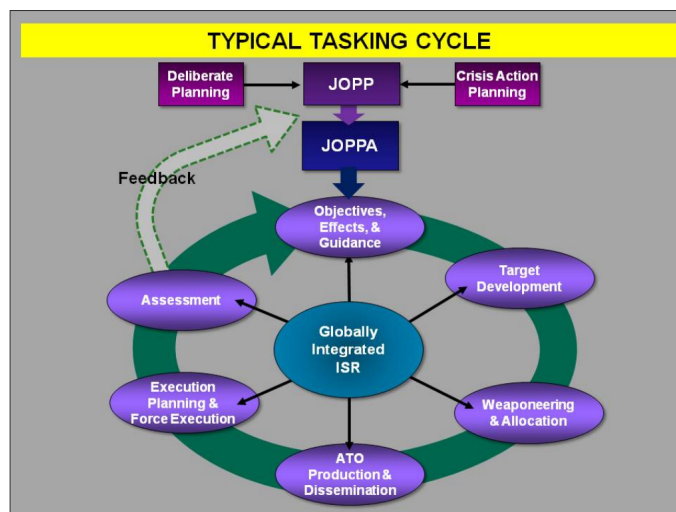 TYPICAL TASKING CYCLE
Deliberate
Planning
JOPP
Crisis Action
Planning
JOPPA
Feedback
Objectives,
Effects, &
Guidance
Target
Development
Assessment
Globally
Integrated
ISR
Execution
Planning &
Force Execution
Weaponeering
& Allocation
ATO
Production &
Dissemination